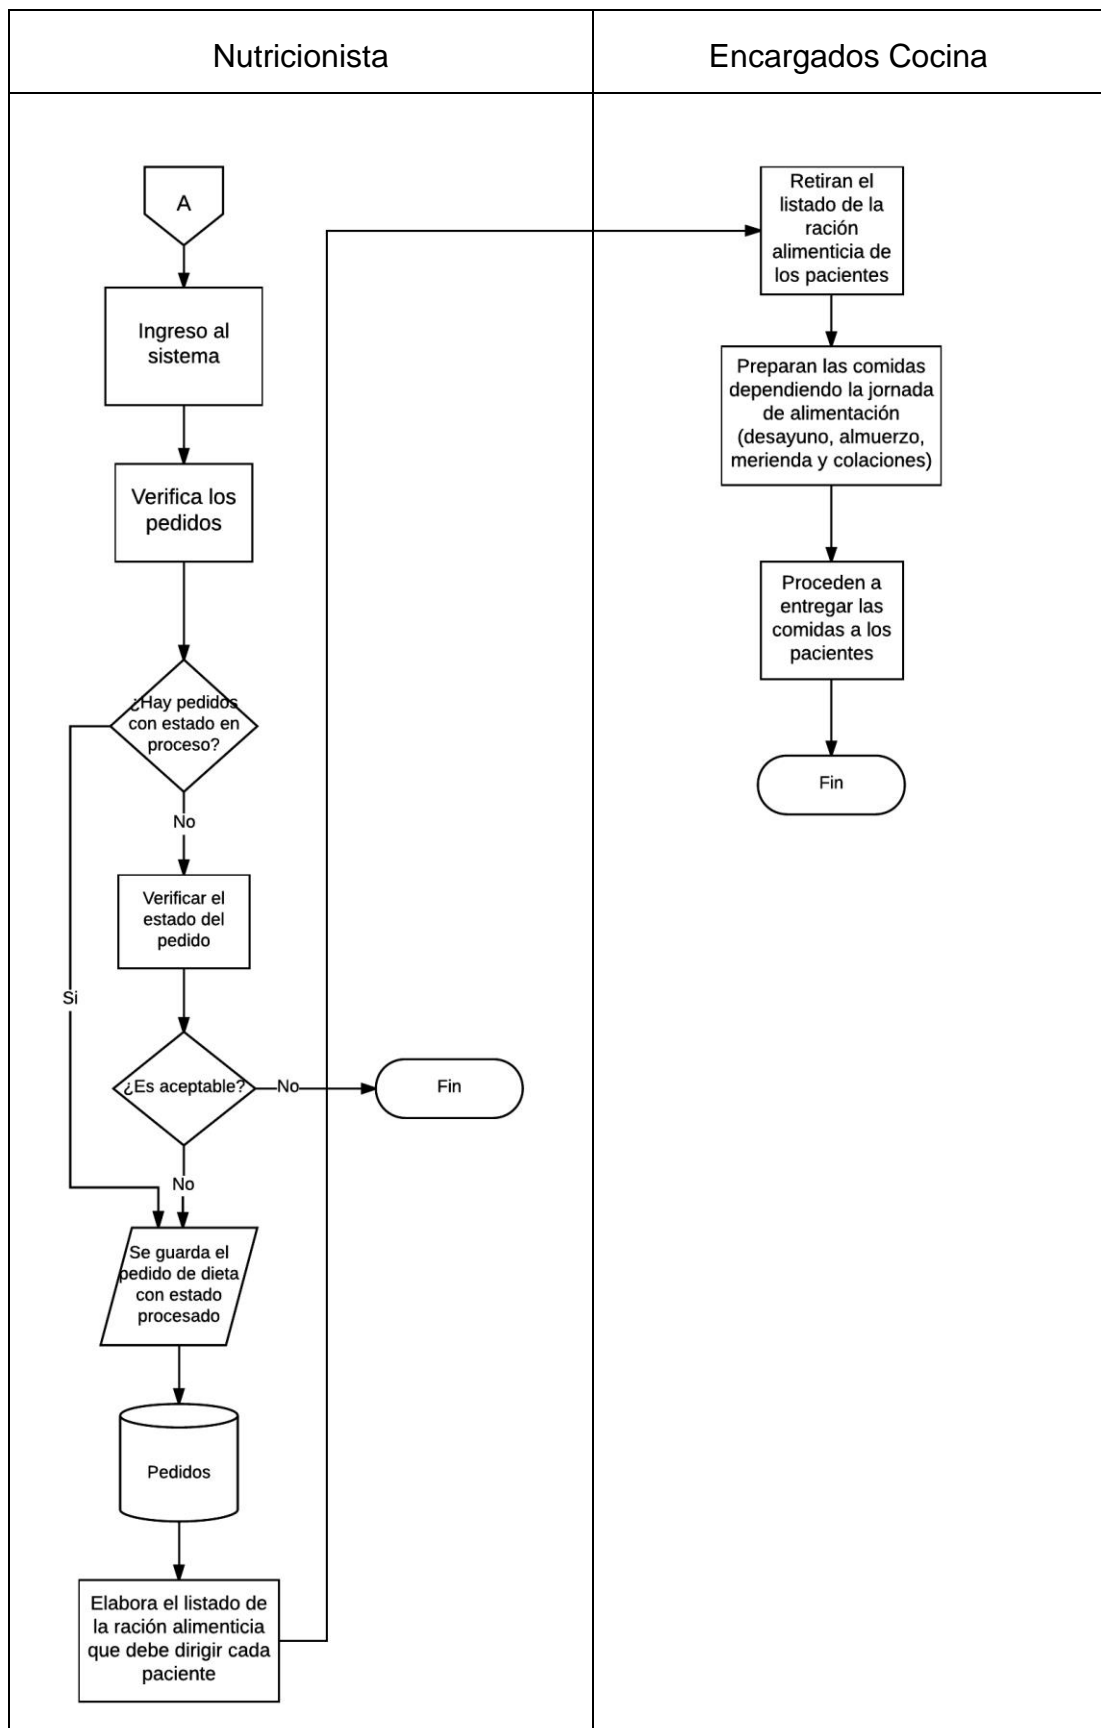 Nutricionista
Encargados Cocina
A
Ingreso al
sistema
Verifica los
pedidos
¿Hay pedidos
con estado en
proceso?
No
Verificar el
estado del
pedido
Si
¿Es aceptable?
No
Fin
No
Se guarda el
pedido de dieta
con estado
procesado
Pedidos
Elabora el listado de
la ración alimenticia
que debe dirigir cada
paciente
Retiran el
listado de la
ración
alimenticia de
los pacientes
Preparan las comidas
dependiendo la jornada
de alimentación
(desayuno, almuerzo,
merienda y colaciones)
Proceden a
entregar las
comidas a los
pacientes
Fin